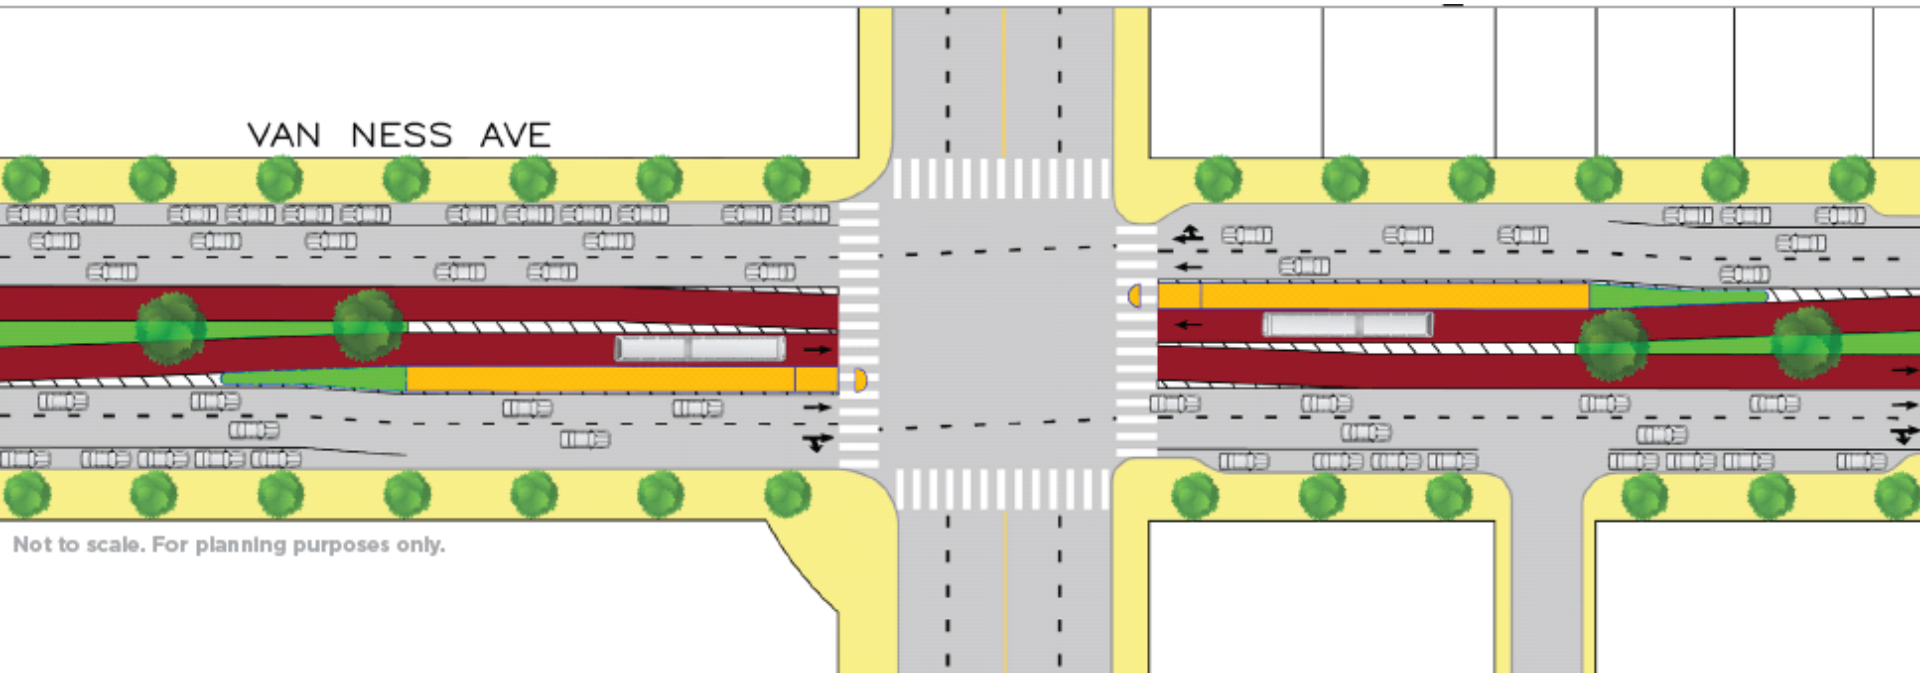 VAN NESS AVE
Not to scale. For planning purposes only.